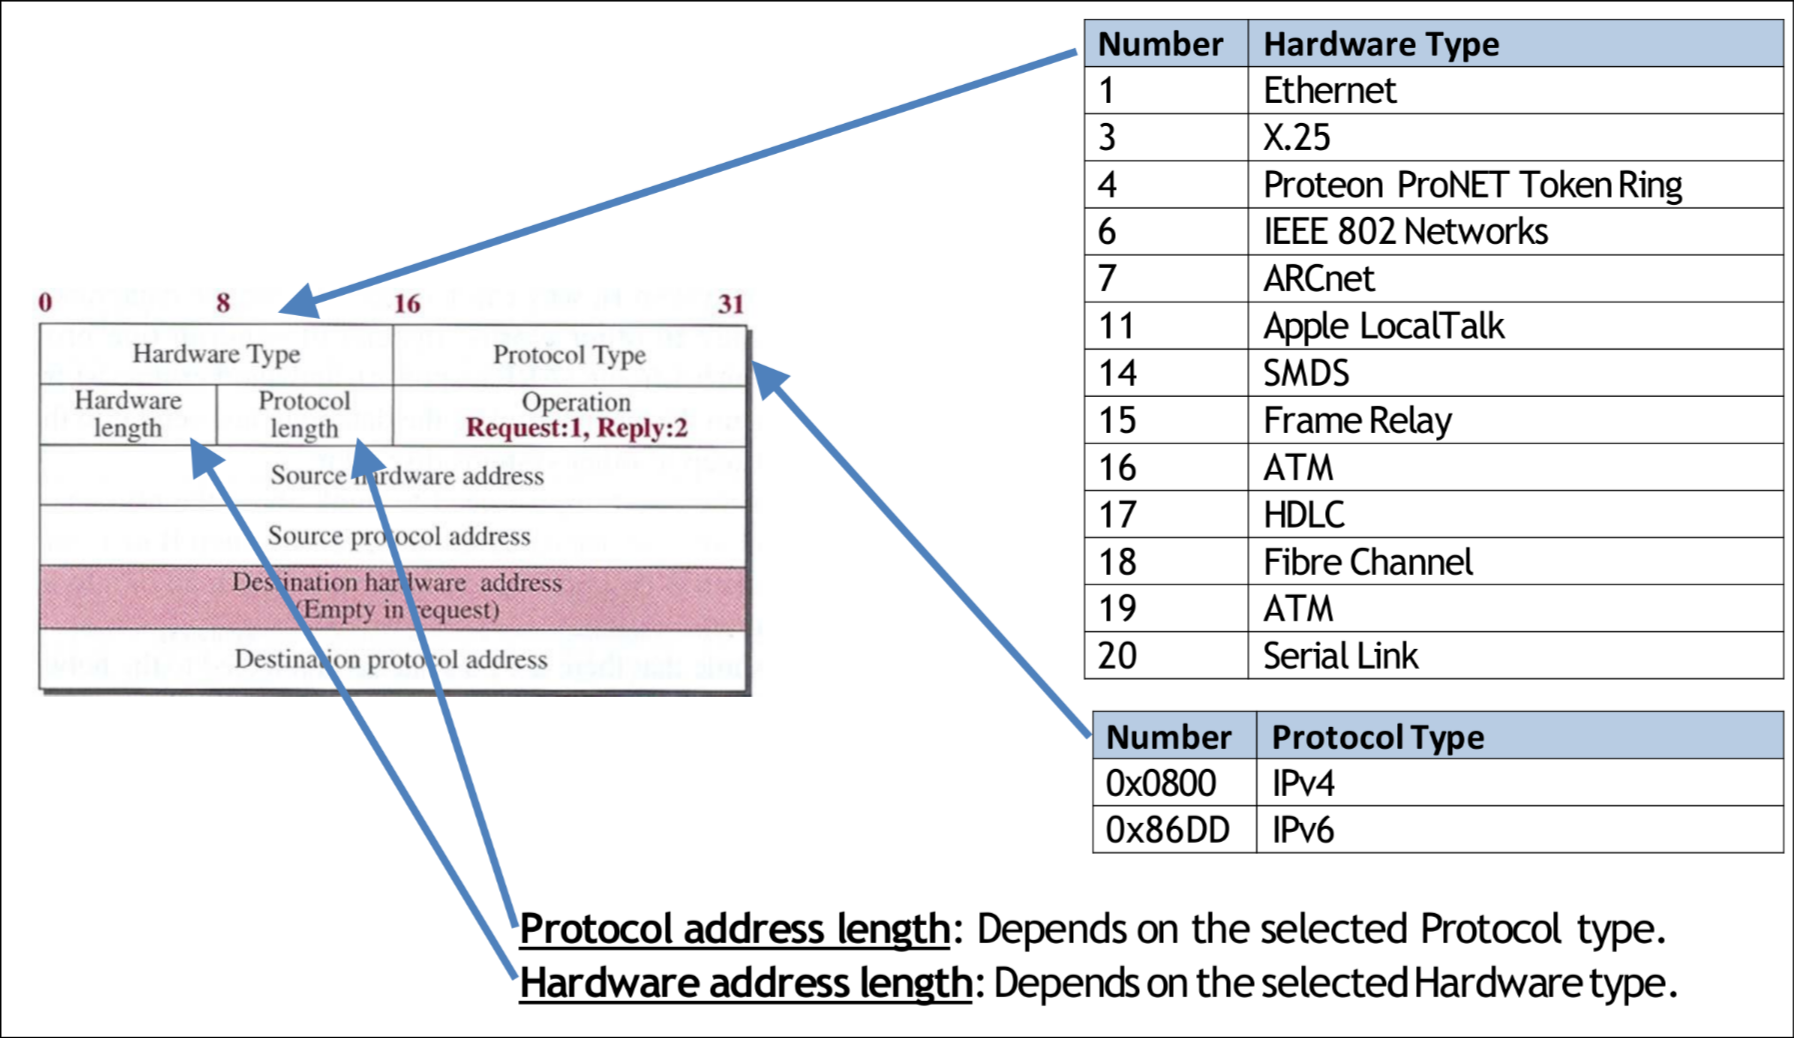 Number Hardware Type
1 Ethernet
3 X.25
4 Proteon ProNET Token Ring
6 IEEE 802 Networks
7 ARCnet
11 Apple LocalTalk
14 SMDS
15 Frame Relay
16 ATM
17 HDLC
18 Fibre Channel
19 ATM
20 Serial Link
0 8 16 31
Hardware Type Protocol Type
Hardware length Protocol length Operation
Request:1, Reply:2
Source hardware address
Source protocol address
Destination hardware address
(Empty in request)
Destination protocol address
Number Protocol Type
0x0800 IPv4
0x86DD IPv6
Protocol address length: Depends on the selected Protocol type.
Hardware address length: Depends on the selected Hardware type.